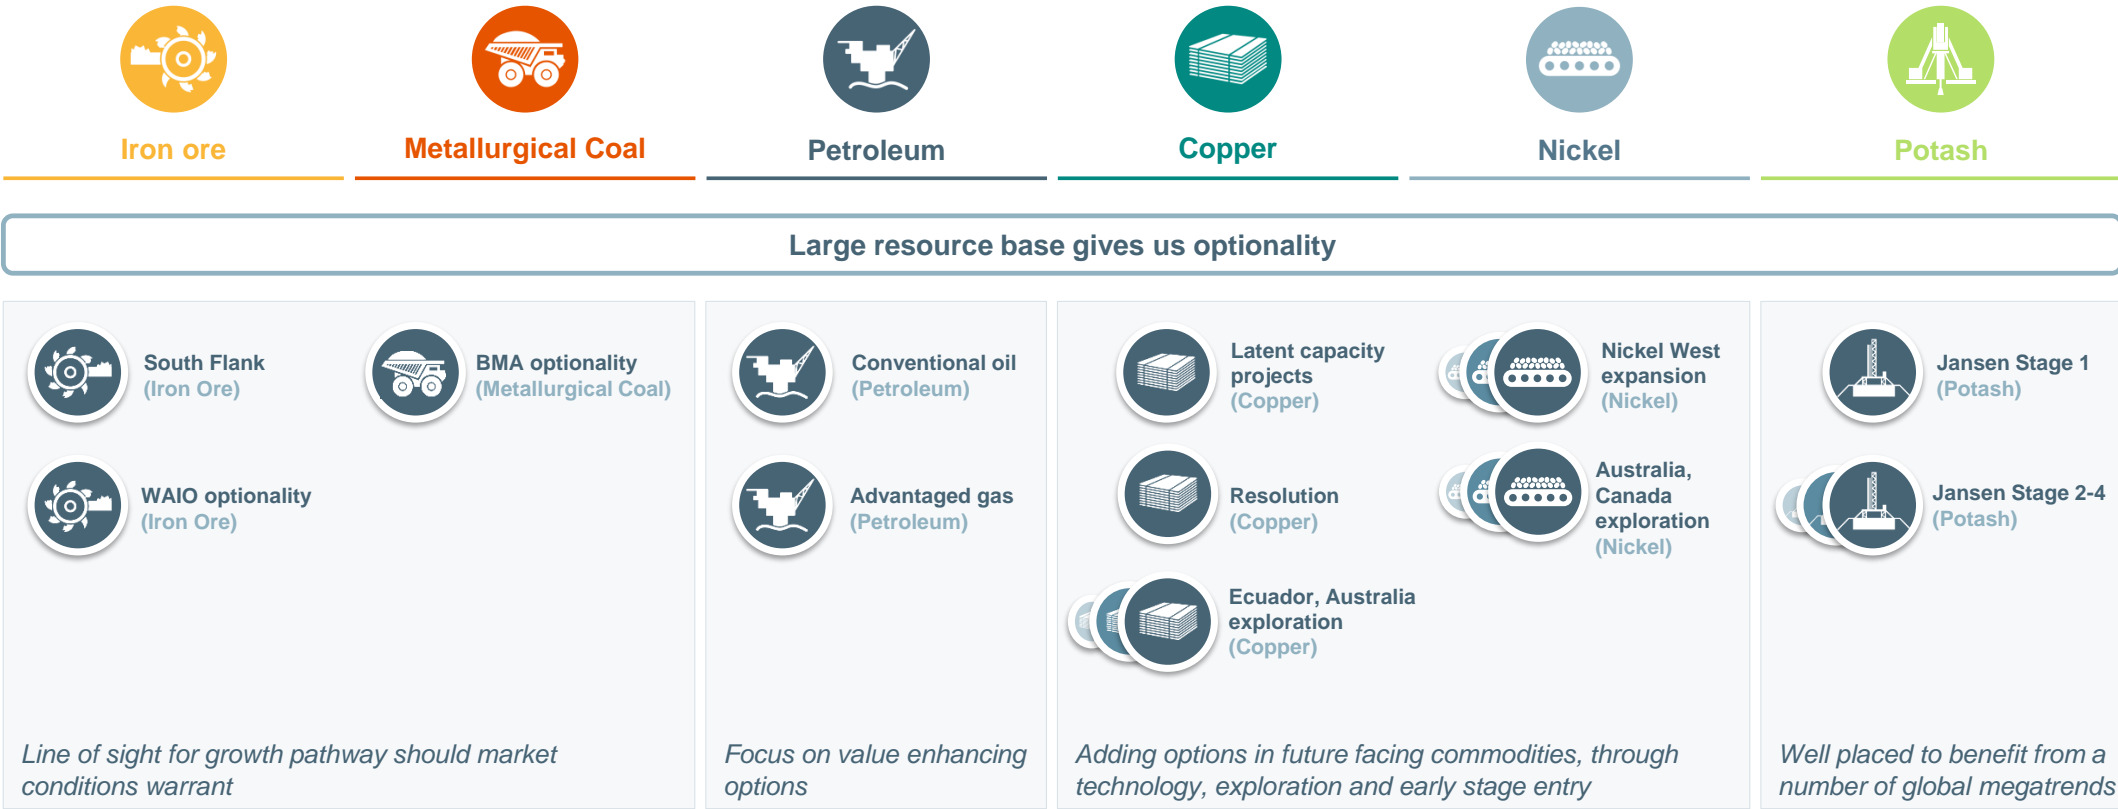 Iron ore
Metallurgical Coal
Petroleum
Copper
Nickel
Potash
Large resource base gives us optionality
South Flank
(Iron Ore)
BMA optionality
(Metallurgical Coal)
WAIO optionality
(Iron Ore)
Line of sight for growth pathway should market
conditions warrant
Conventional oil
(Petroleum)
Advantaged gas
(Petroleum)
Focus on value enhancing
options
Latent capacity
projects
(Copper)
Resolution
(Copper)
Ecuador, Australia
exploration
(Copper)
Nickel West
expansion
(Nickel)
Australia,
Canada
exploration
(Nickel)
Adding options in future facing commodities, through
technology, exploration and early stage entry
Jansen Stage 1
(Potash)
Jansen Stage 2-4
(Potash)
Well placed to benefit from a
number of global megatrends